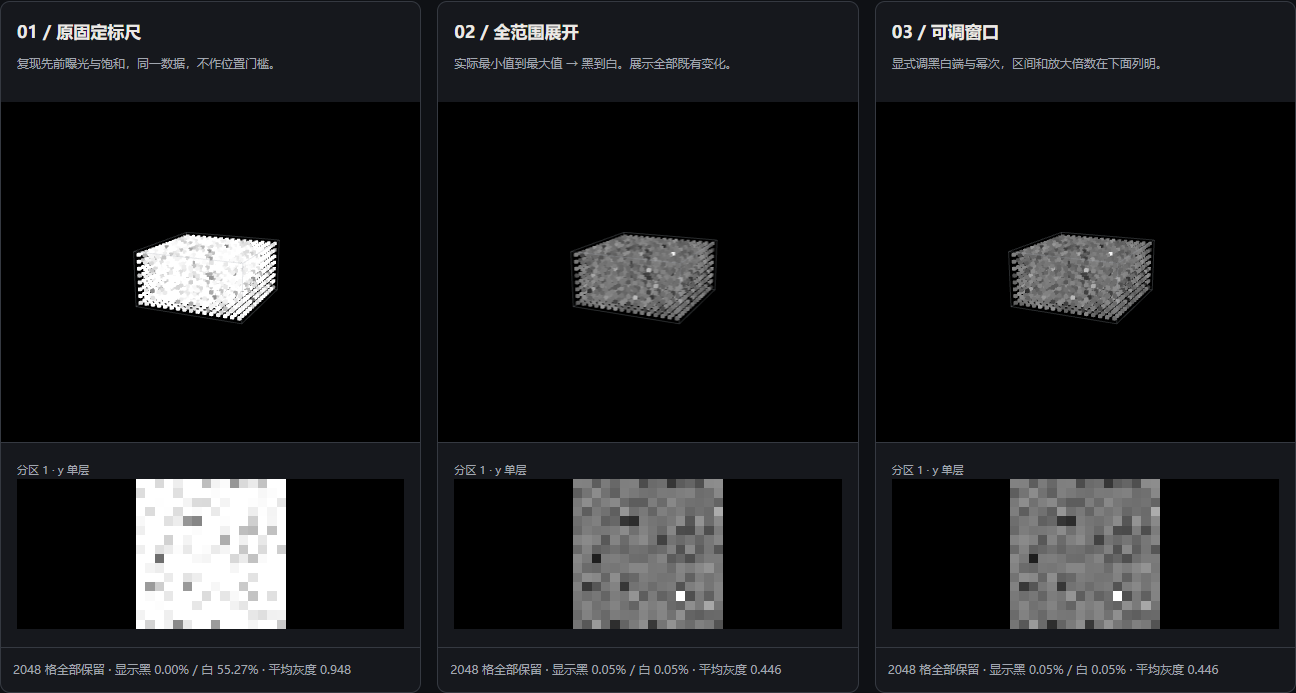 01 / 原固定标尺
复现先前曝光与饱和，同一数据，不作位置门槛。
分区 1 · y 单层
2048 格全部保留 · 显示黑 0.00% / 白 55.27% · 平均灰度 0.948
02 / 全范围展开
实际最小值到最大值 → 黑到白。展示全部既有变化。
分区 1 · y 单层
2048 格全部保留 · 显示黑 0.05% / 白 0.05% · 平均灰度 0.446
03 / 可调窗口
显式调黑白端与幂次，区间和放大倍数在下面列明。
分区 1 · y 单层
2048 格全部保留 · 显示黑 0.05% / 白 0.05% · 平均灰度 0.446